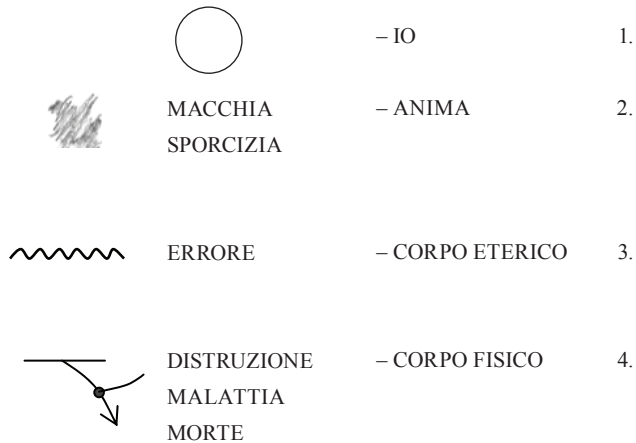 – IO 1.
MACCHIA – ANIMA 2.
SPORCIZIA
ERRORE – CORPO ETERICO 3.
DISTRUZIONE – CORPO FISICO 4.
MALATTIA
MORTE